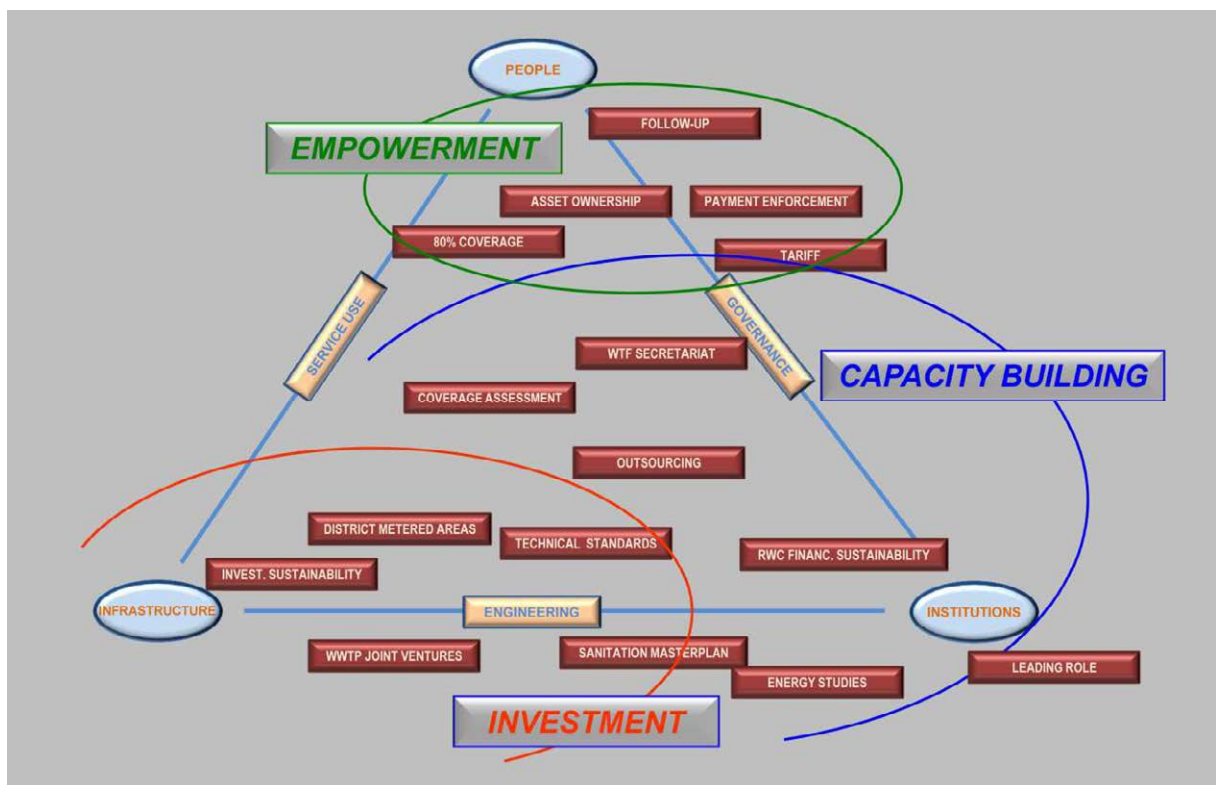 PEOPLE
FOLLOW-UP
EMPOWERMENT
ASSET OWNERSHIP
PAYMENT ENFORCEMENT
80% COVERAGE
TARIFF
SERVICE USE
GOVERNANCE
WTF SECRETARIAT
CAPACITY BUILDING
COVERAGE ASSESSMENT
OUTSOURCING
DISTRICT METERED AREAS
TECHNICAL STANDARDS
RWC FINANC. SUSTAINABILITY
INVEST. SUSTAINABILITY
INFRASTRUCTURE
ENGINEERING
INSTITUTIONS
WWTP JOINT VENTURES
SANITATION MASTERPLAN
LEADING ROLE
ENERGY STUDIES
INVESTMENT